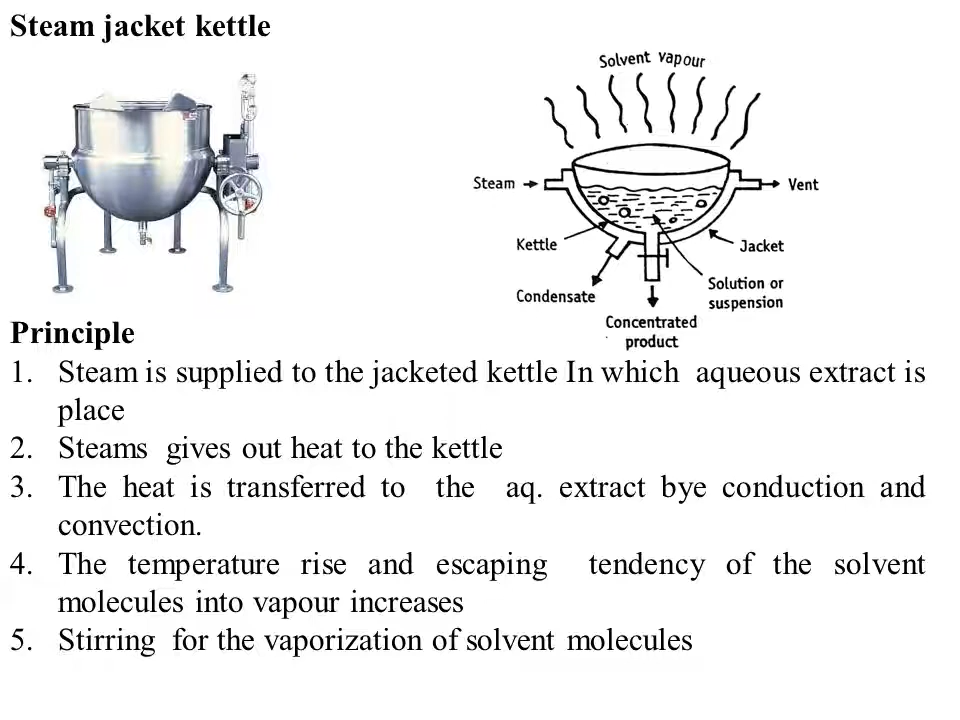 Steam jacket kettle
Solvent vapour
Steam
Vent
Kettle
Jacket
Condensate
Solution or
suspension
Concentrated
product
Principle
1. Steam is supplied to the jacketed kettle In which aqueous extract is
place
2. Steams gives out heat to the kettle
3. The heat is transferred to the aq. extract bye conduction and
convection.
4. The temperature rise and escaping tendency of the solvent
molecules into vapour increases
5. Stirring for the vaporization of solvent molecules